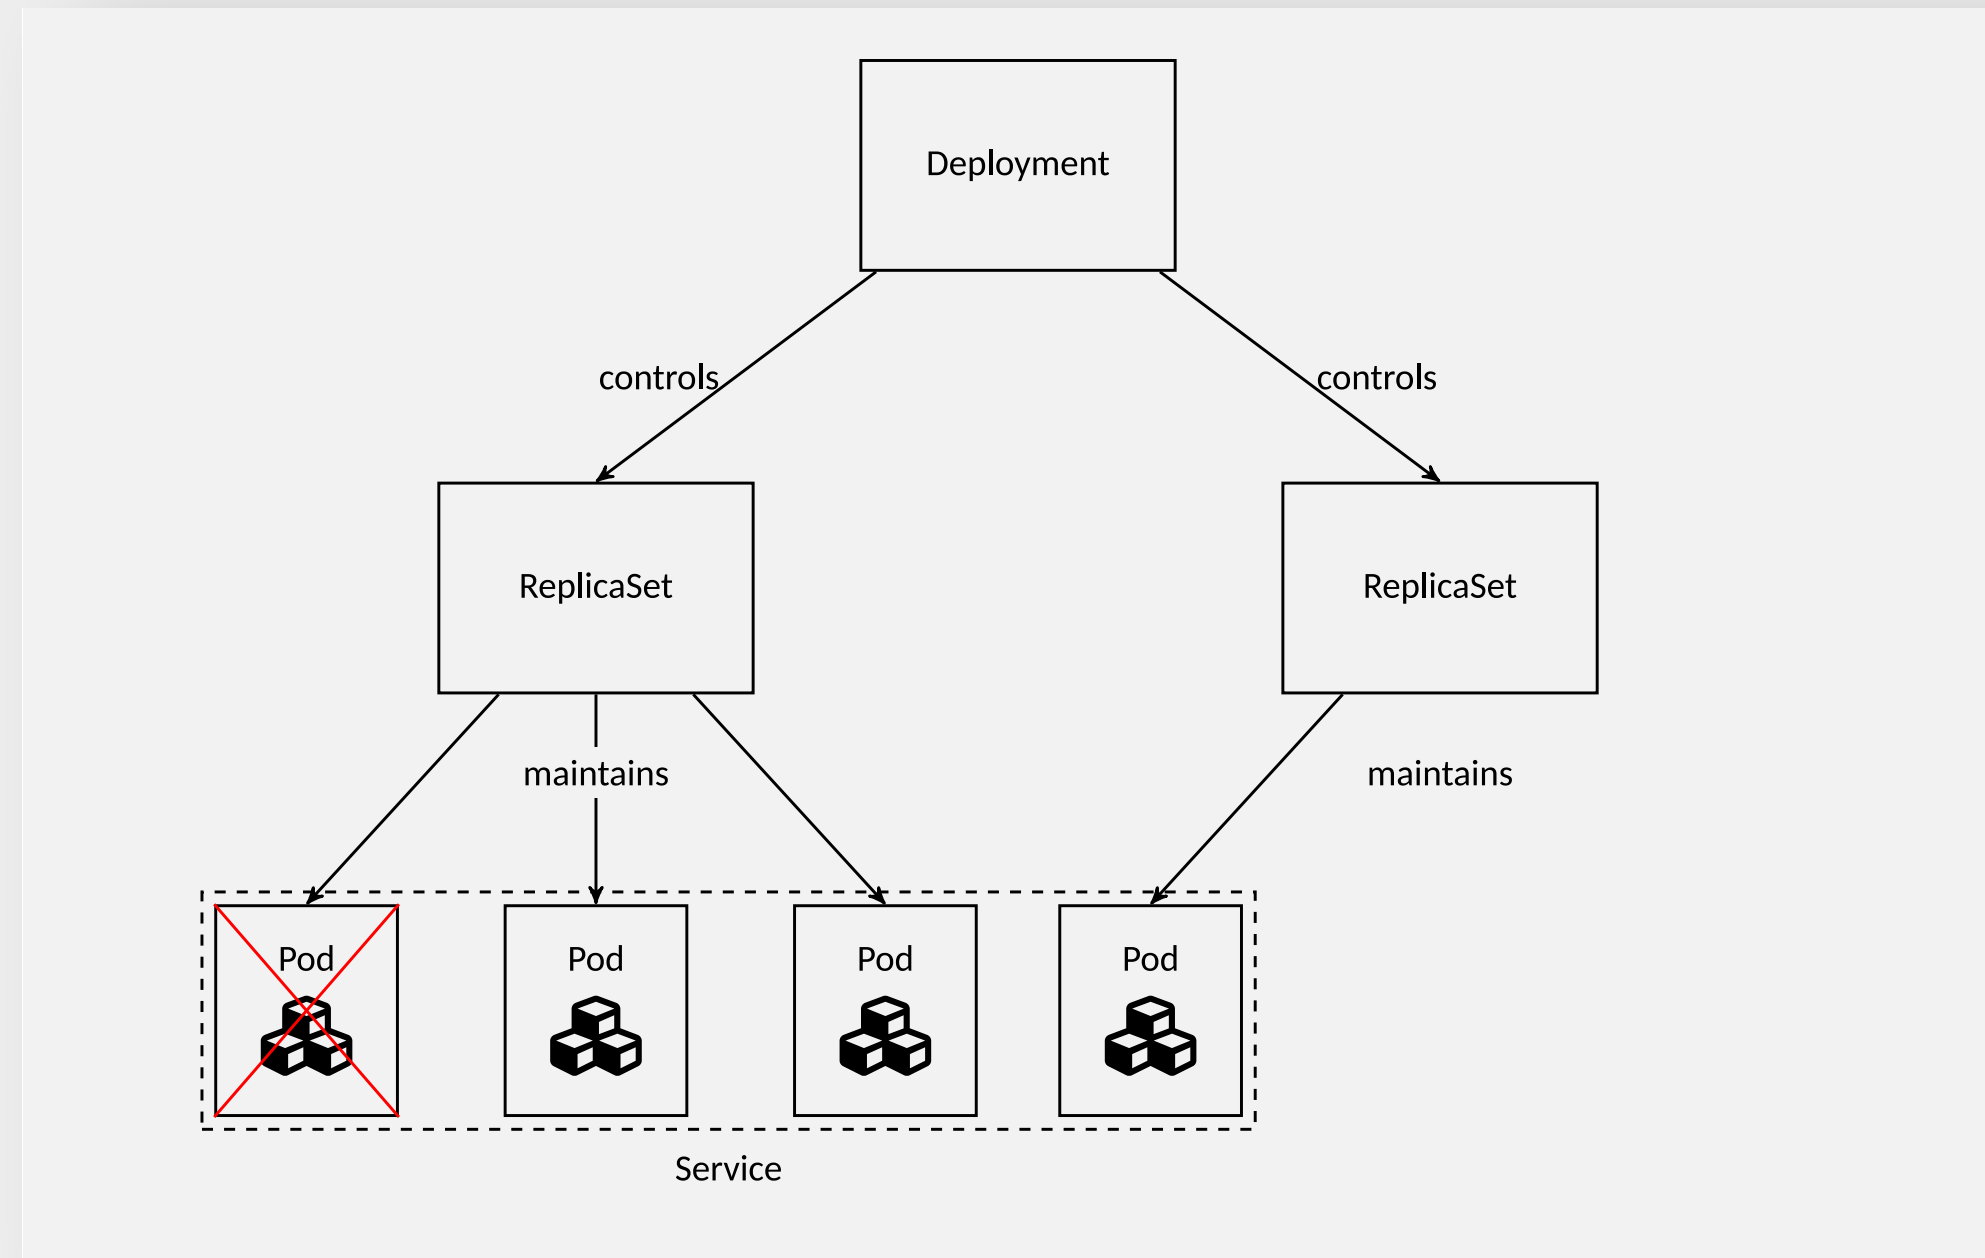 Deployment
controls
controls
ReplicaSet
ReplicaSet
maintains
maintains
Pod
Pod
Pod
Pod
Service